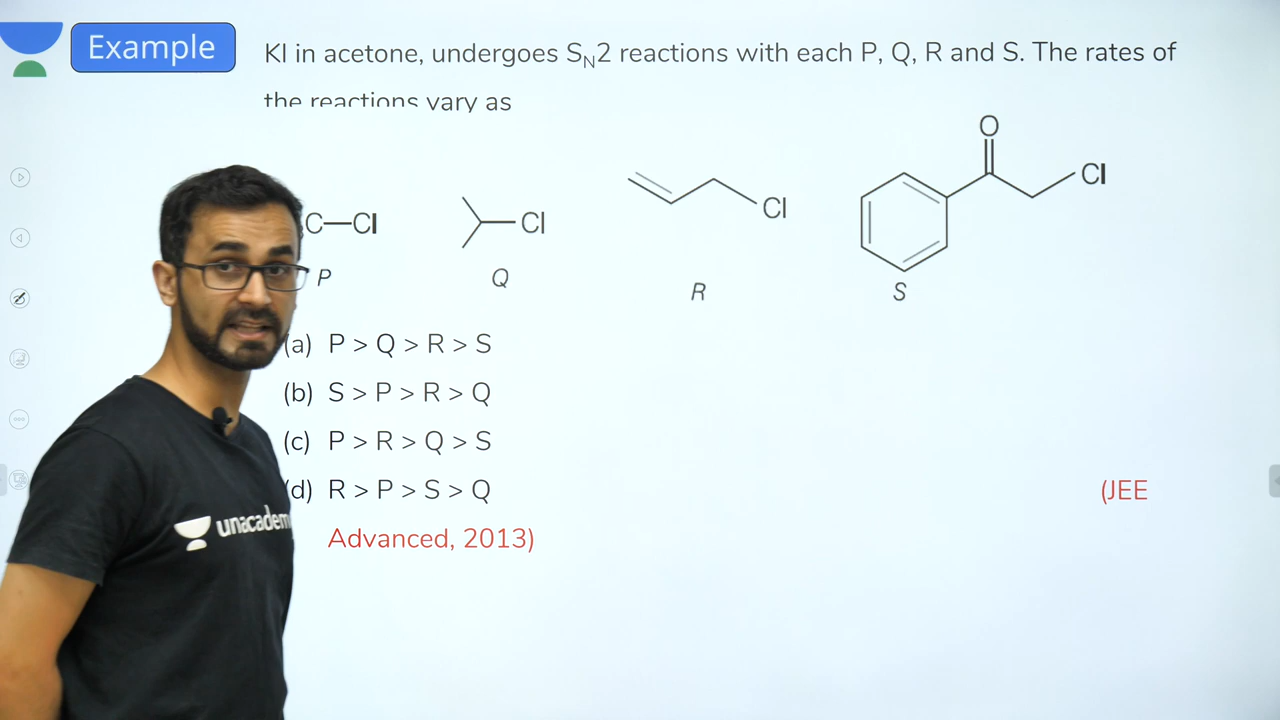 Example
KI in acetone, undergoes SN2 reactions with each P, Q, R and S. The rates of
the reactions vary as
O
C—Cl
Cl
Cl
Cl
P
Q
R
S
(a) P > Q > R > S
(b) S > P > R > Q
(c) P > R > Q > S
(d) R > P > S > Q
(JEE
Advanced, 2013)
unacadem